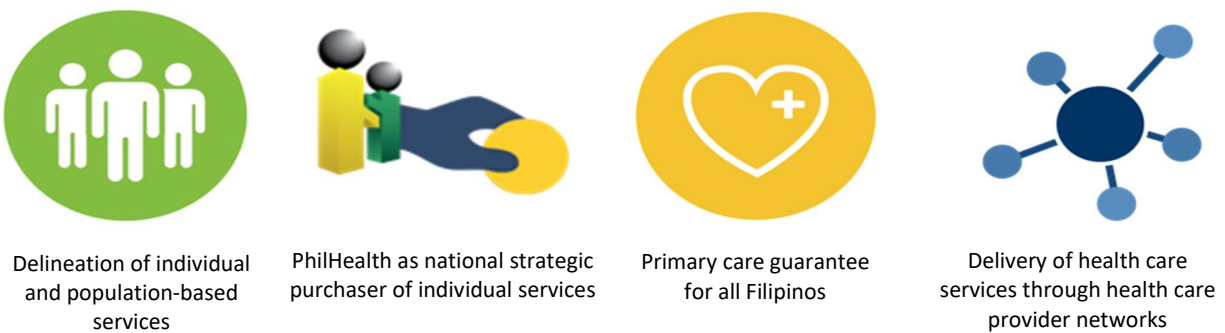 Delineation of individual
and population-based
services
PhilHealth as national strategic
purchaser of individual services
Primary care guarantee
for all Filipinos
Delivery of health care
services through health care
provider networks